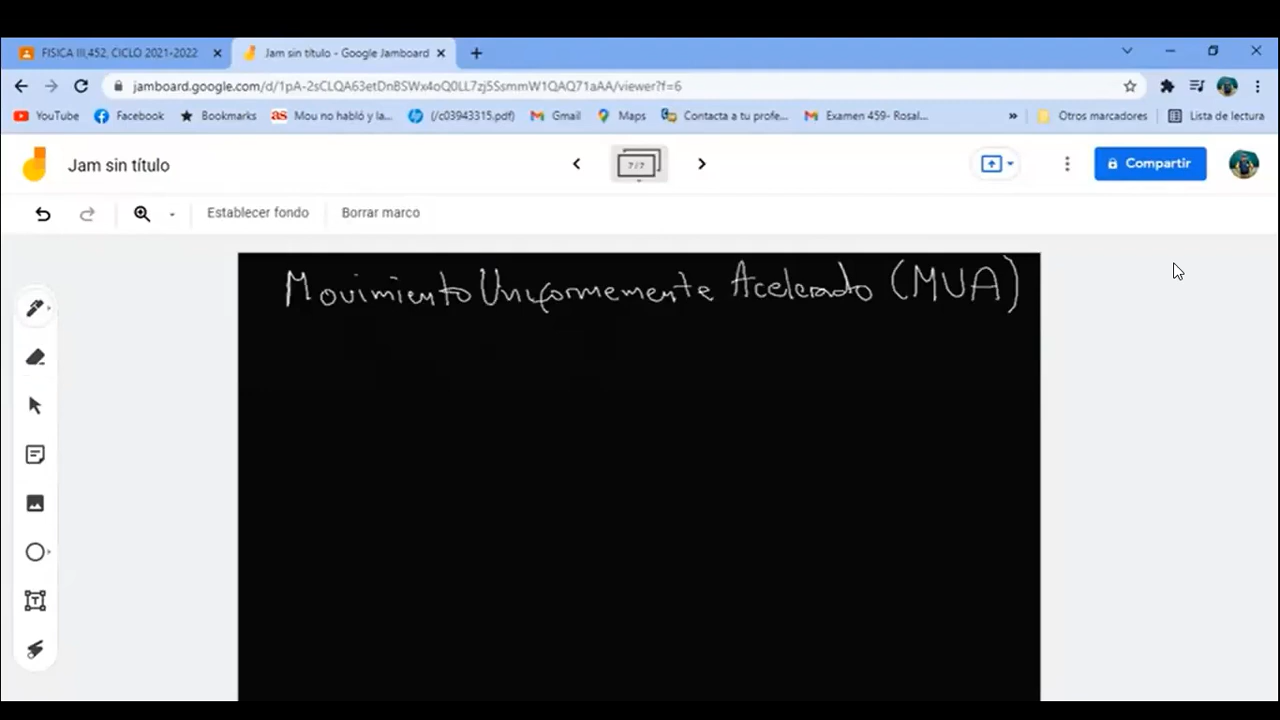 FISICA III,452, CICLO 2021-2022
Jam sin título - Google Jamboard
jamboard.google.com/d/1pA-2sCLQA63etDnBSWx4oQ0LL7zj5SsmmW1QAQ71aAA/viewer?f=6
YouTube Facebook Bookmarks as Mou no habló y la... hp (/c03943315.pdf) Gmail Maps Contacta a tu profe... Examen 459- Rosal... » Otros marcadores Lista de lectura
Jam sin título 7/7 Compartir
Establecer fondo Borrar marco
Movimiento Uniformemente Acelerado (MUA)